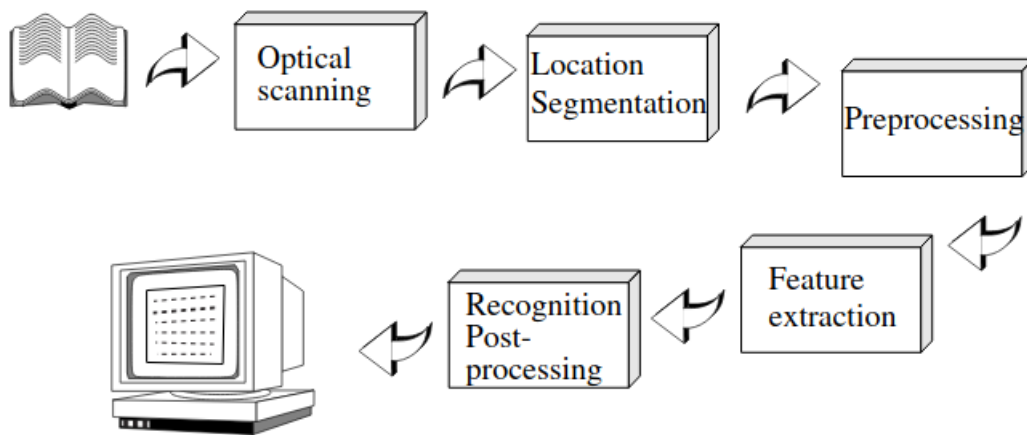 Optical
scanning
Location
Segmentation
Preprocessing
Feature
extraction
Recognition
Post-
processing